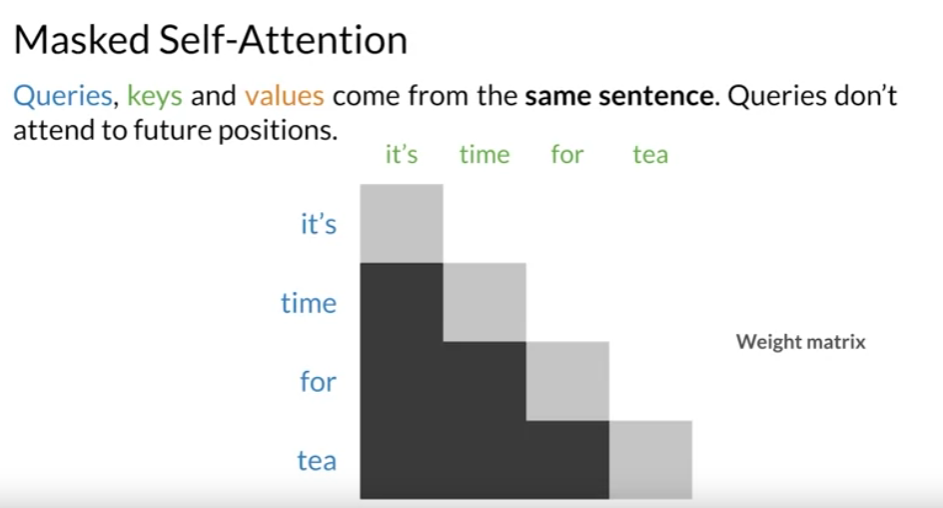 Masked Self-Attention
Queries, keys and values come from the same sentence. Queries don't
attend to future positions.
it's time for tea
it's
time
for
tea
Weight matrix